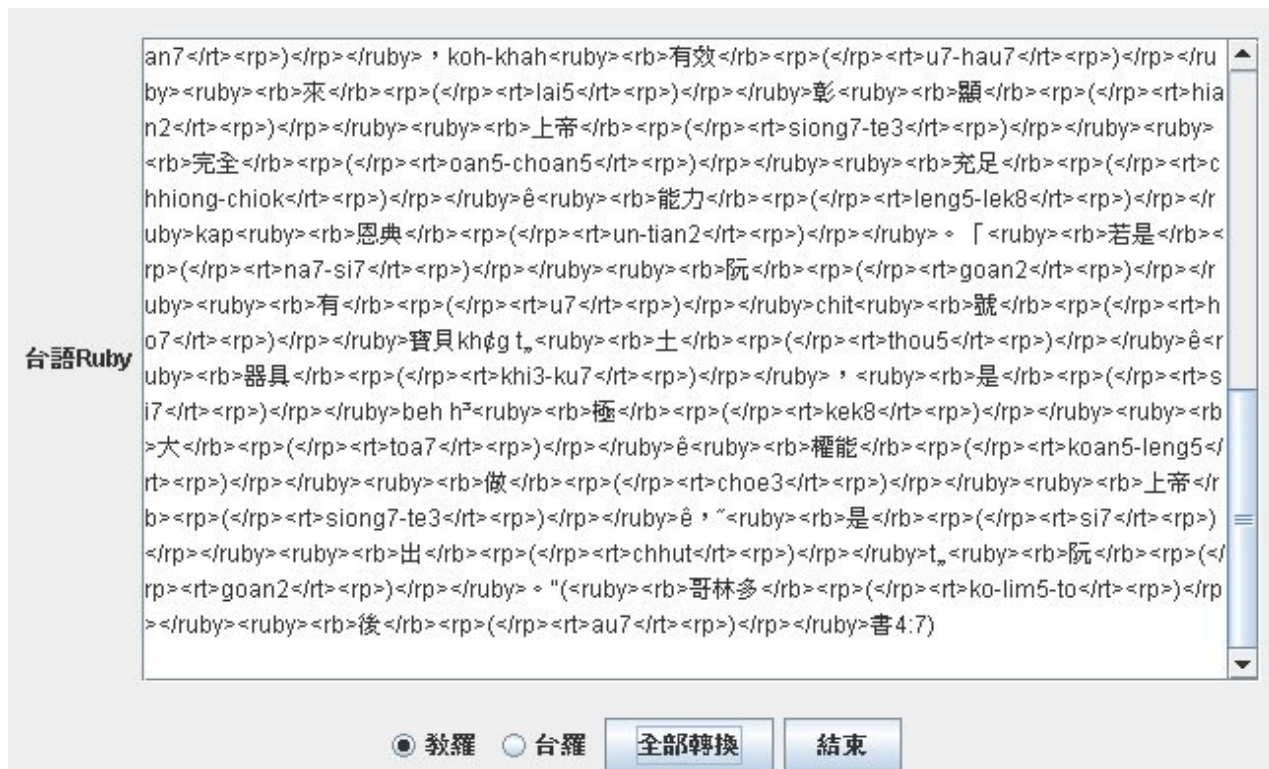 an7</rt><rp>)</rp></ruby>，koh-khah<ruby><rb>有效</rb><rp>(</rp><rt>u7-hau7</rt><rp>)</rp></ru
by><ruby><rb>來</rb><rp>(</rp><rt>lai5</rt><rp>)</rp></ruby>彰<ruby><rb>顯</rb><rp>(</rp><rt>hia
n2</rt><rp>)</rp></ruby><ruby><rb>上帝</rb><rp>(</rp><rt>siong7-te3</rt><rp>)</rp></ruby><ruby>
<rb>完全</rb><rp>(</rp><rt>oan5-choan5</rt><rp>)</rp></ruby><ruby><rb>充足</rb><rp>(</rp><rt>c
hhiong-chiok</rt><rp>)</rp></ruby>ê<ruby><rb>能力</rb><rp>(</rp><rt>leng5-lek8</rt><rp>)</rp></r
uby>kap<ruby><rb>恩典</rb><rp>(</rp><rt>un-tian2</rt><rp>)</rp></ruby>。「<ruby><rb>若是</rb><
rp>(</rp><rt>na7-si7</rt><rp>)</rp></ruby><ruby><rb>阮</rb><rp>(</rp><rt>goan2</rt><rp>)</rp></r
uby><ruby><rb>有</rb><rp>(</rp><rt>u7</rt><rp>)</rp></ruby>chit<ruby><rb>號</rb><rp>(</rp><rt>h
o7</rt><rp>)</rp></ruby>寶貝kh¢g t„<ruby><rb>土</rb><rp>(</rp><rt>thou5</rt><rp>)</rp></ruby>ê<r
台語Ruby
uby><rb>器具</rb><rp>(</rp><rt>khi3-ku7</rt><rp>)</rp></ruby>，<ruby><rb>是</rb><rp>(</rp><rt>s
i7</rt><rp>)</rp></ruby>beh h³<ruby><rb>極</rb><rp>(</rp><rt>kek8</rt><rp>)</rp></ruby><ruby><rb
>大</rb><rp>(</rp><rt>toa7</rt><rp>)</rp></ruby>ê<ruby><rb>權能</rb><rp>(</rp><rt>koan5-leng5</
rt><rp>)</rp></ruby><ruby><rb>做</rb><rp>(</rp><rt>choe3</rt><rp>)</rp></ruby><ruby><rb>上帝</r
b><rp>(</rp><rt>siong7-te3</rt><rp>)</rp></ruby>ê，˝<ruby><rb>是</rb><rp>(</rp><rt>si7</rt><rp>)
</rp></ruby><ruby><rb>出</rb><rp>(</rp><rt>chhut</rt><rp>)</rp></ruby>t„<ruby><rb>阮</rb><rp>(</
rp><rt>goan2</rt><rp>)</rp></ruby>。"(<ruby><rb>哥林多</rb><rp>(</rp><rt>ko-lim5-to</rt><rp>)</rp
></ruby><ruby><rb>後</rb><rp>(</rp><rt>au7</rt><rp>)</rp></ruby>書4:7)
教羅 台羅 全部轉換 結束